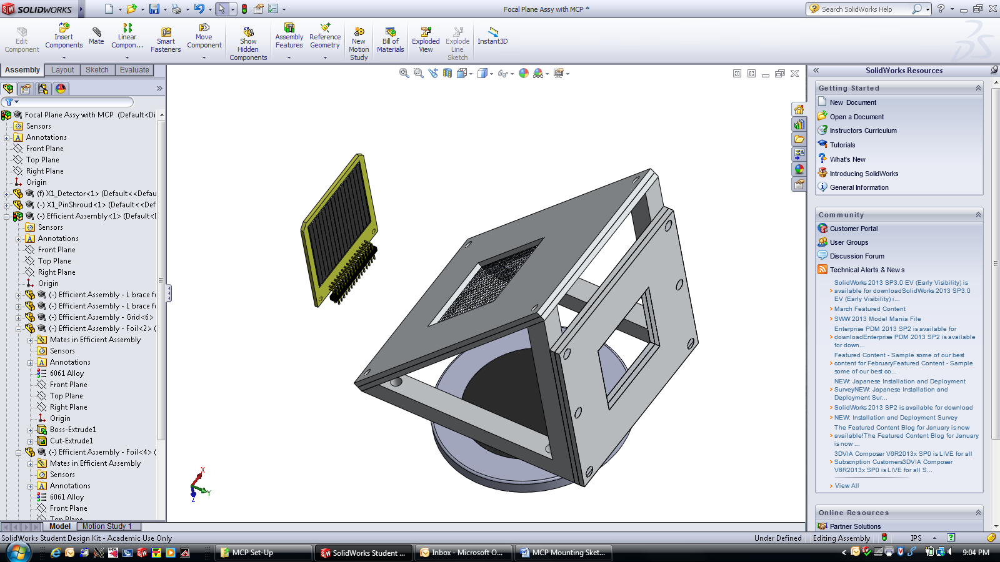 SOLIDWORKS
Focal Plane Assy with MCP *
Search SolidWorks Help
Edit
Component
Insert
Components
Mate
Linear
Compon...
Smart
Fasteners
Move
Component
Show
Hidden
Components
Assembly
Features
Reference
Geometry
New
Motion
Study
Bill of
Materials
Exploded
View
Explode
Line
Sketch
Instant3D
Assembly
Layout
Sketch
Evaluate
Focal Plane Assy with MCP (Default<Di
Sensors
Annotations
Front Plane
Top Plane
Right Plane
Origin
(f) X1_Detector<1> (Default<<Defau
(-) X1_PinShroud<1> (Default<<Def
(-) Efficient Assembly<1> (Default<D
Sensors
Annotations
Front Plane
Top Plane
Right Plane
Origin
(-) Efficient Assembly - L brace fo
(-) Efficient Assembly - L brace fo
(-) Efficient Assembly - Grid<6>
(-) Efficient Assembly - Foil<2> (
Mates in Efficient Assembly
Sensors
Annotations
6061 Alloy
Front Plane
Top Plane
Right Plane
Origin
Boss-Extrude1
Cut-Extrude1
(-) Efficient Assembly - Foil<4> (
Mates in Efficient Assembly
Sensors
Annotations
6061 Alloy
Front Plane
Top Plane
Model
Motion Study 1
X
Y
Z
SolidWorks Resources
Getting Started
New Document
Open a Document
Instructors Curriculum
Tutorials
What's New
Introducing SolidWorks
General Information
Community
Customer Portal
User Groups
Discussion Forum
Technical Alerts & News
SolidWorks 2013 SP3.0 EV (Early Visibility) is
available for downloadSolidWorks 2013 SP3.0
EV (Early Visibility) i...
March Featured Content
SWW 2013 Model Mania File
Enterprise PDM 2013 SP2 is available for
downloadEnterprise PDM 2013 SP2 is available
for down...
Featured Content - Sample some of our best
content for FebruaryFeatured Content - Sample
some of our best co...
NEW: Japanese Installation and Deployment
SurveyNEW: Japanese Installation and
Deployment Sur...
SolidWorks 2013 SP2 is available for download
NEW: Installation and Deployment Survey
The Featured Content Blog for January is now
available!The Featured Content Blog for January
is now ...
3DVIA Composer V6R2013x SP0 is LIVE for all
Subscription Customers3DVIA Composer
V6R2013x SP0 is LIVE for all S...
View All
Online Resources
Partner Solutions
SolidWorks Student Design Kit - Academic Use Only
Under Defined
Editing Assembly
IPS
MCP Set-Up
SolidWorks Student ...
Inbox - Microsoft O...
MCP Mounting Sket...
9:04 PM